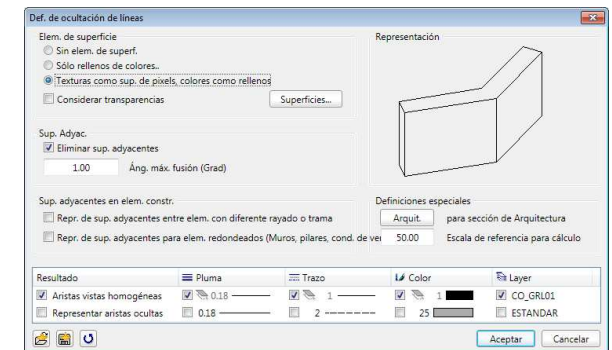 Def. de ocultación de líneas
Elem. de superficie
Representación
Sin elem. de superf.
Sólo rellenos de colores..
Texturas como sup. de pixels, colores como rellenos
Considerar transparencias
Superficies...
Sup. Adyac.
Eliminar sup. adyacentes
1.00 Áng. máx. fusión (Grad)
Sup. adyacentes en elem. constr.
Definiciones especiales
Repr. de sup. adyacentes entre elem. con diferente rayado o trama
Arquit. para sección de Arquitectura
Repr. de sup. adyacentes para elem. redondeados (Muros, pilares, cond. de ve
50.00 Escala de referencia para cálculo
Resultado Pluma Trazo Color Layer
Aristas vistas homogéneas 0.18 1 1 CO_GRL01
Representar aristas ocultas 0.18 2 25 ESTANDAR
Aceptar Cancelar